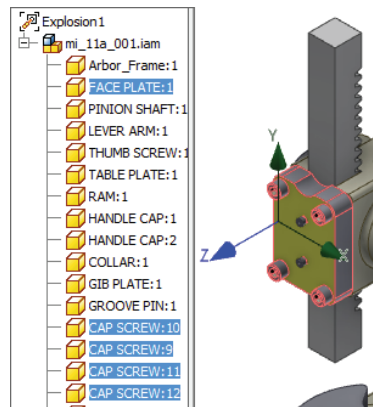 Explosion1
mi_11a_001.iam
Arbor_Frame:1
FACE PLATE:1
PINION SHAFT:1
LEVER ARM:1
THUMB SCREW:1
TABLE PLATE:1
RAM:1
HANDLE CAP:1
HANDLE CAP:2
COLLAR:1
GIB PLATE:1
GROOVE PIN:1
CAP SCREW:10
CAP SCREW:9
CAP SCREW:11
CAP SCREW:12
Y
Z
X